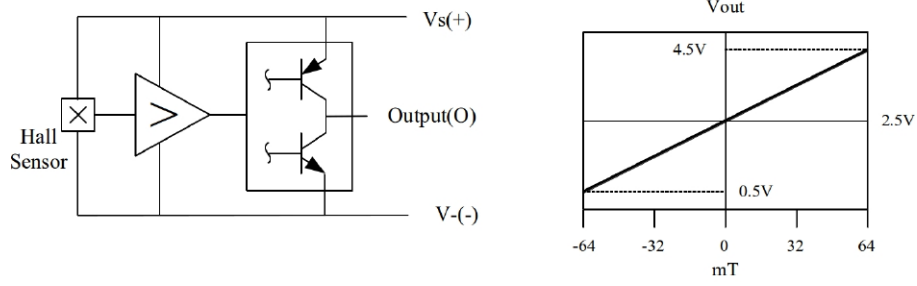 Vs(+)
Hall
Sensor
>
Output(O)
V-(-)
Vout
4.5V
2.5V
0.5V
-64 -32 0 32 64
mT